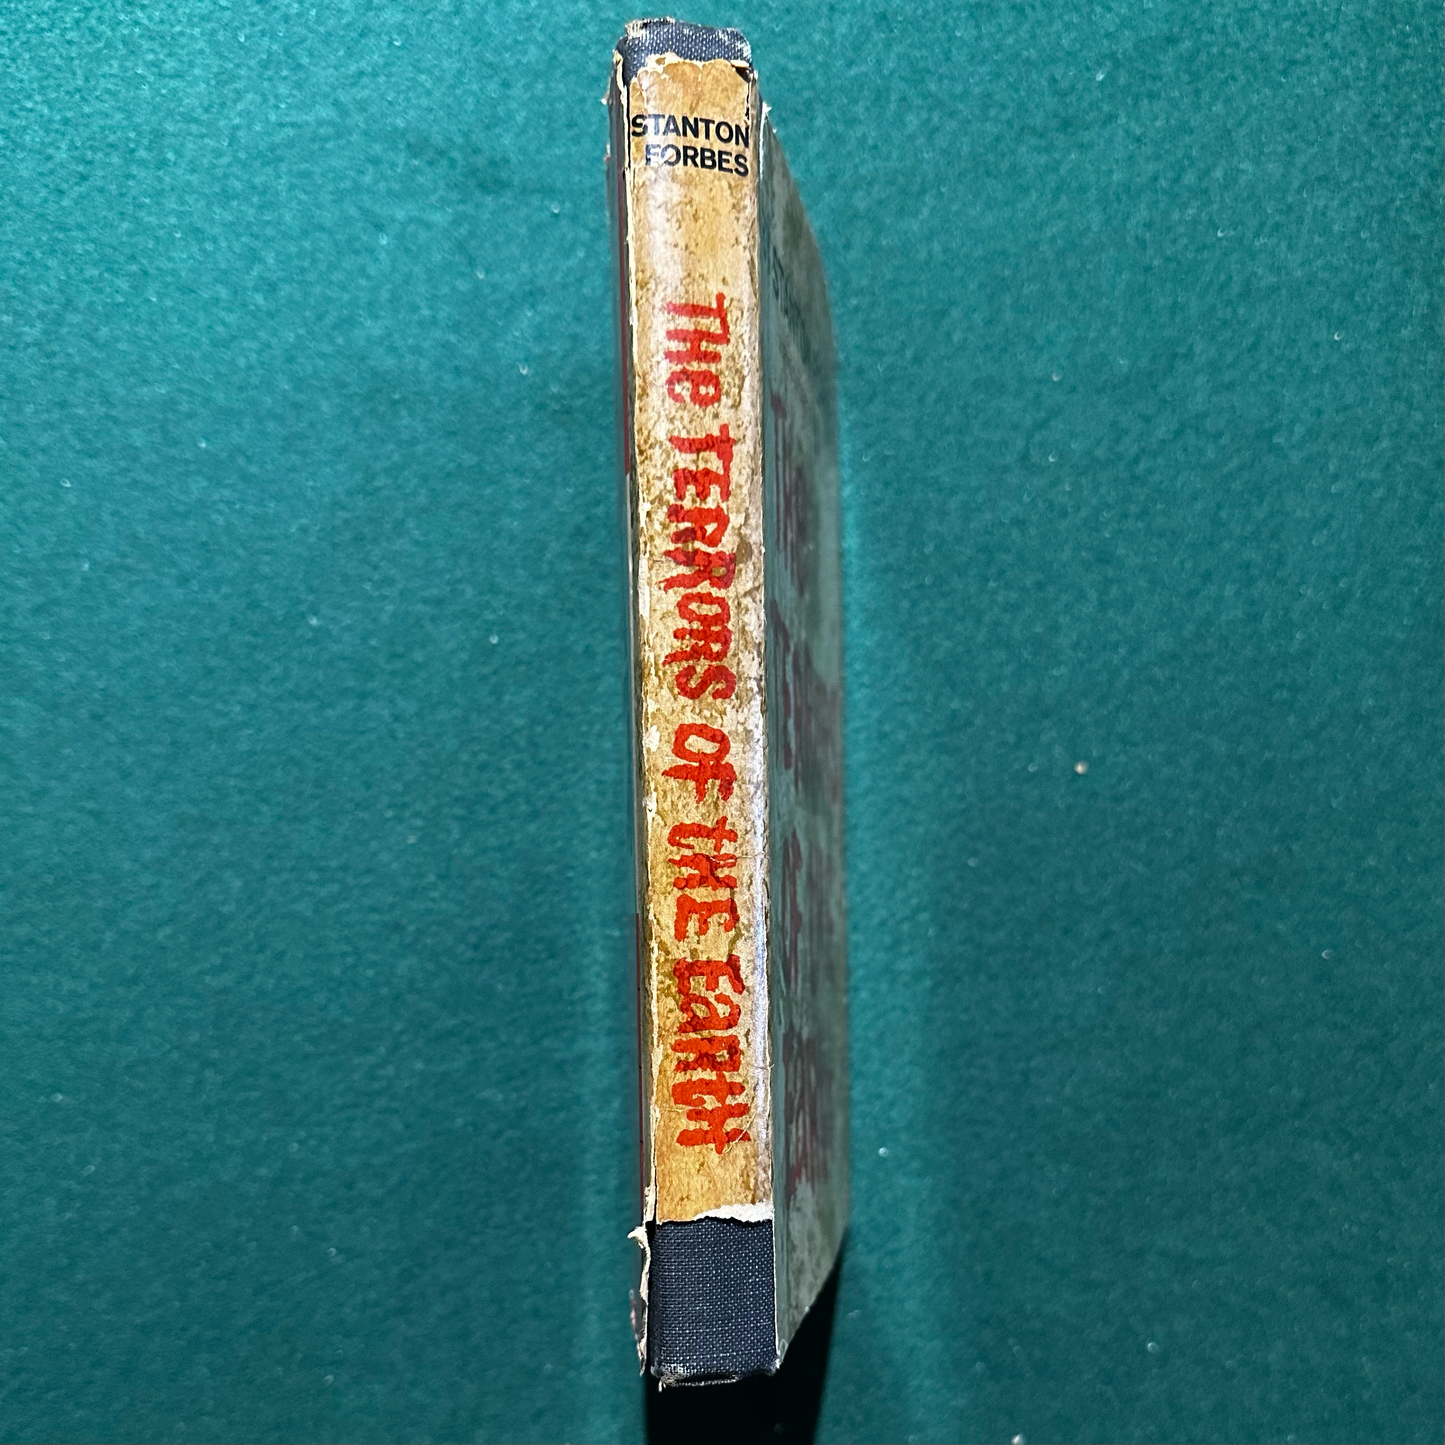 STANTON
FORBES
THe TERRORS OF tHE EaRtH